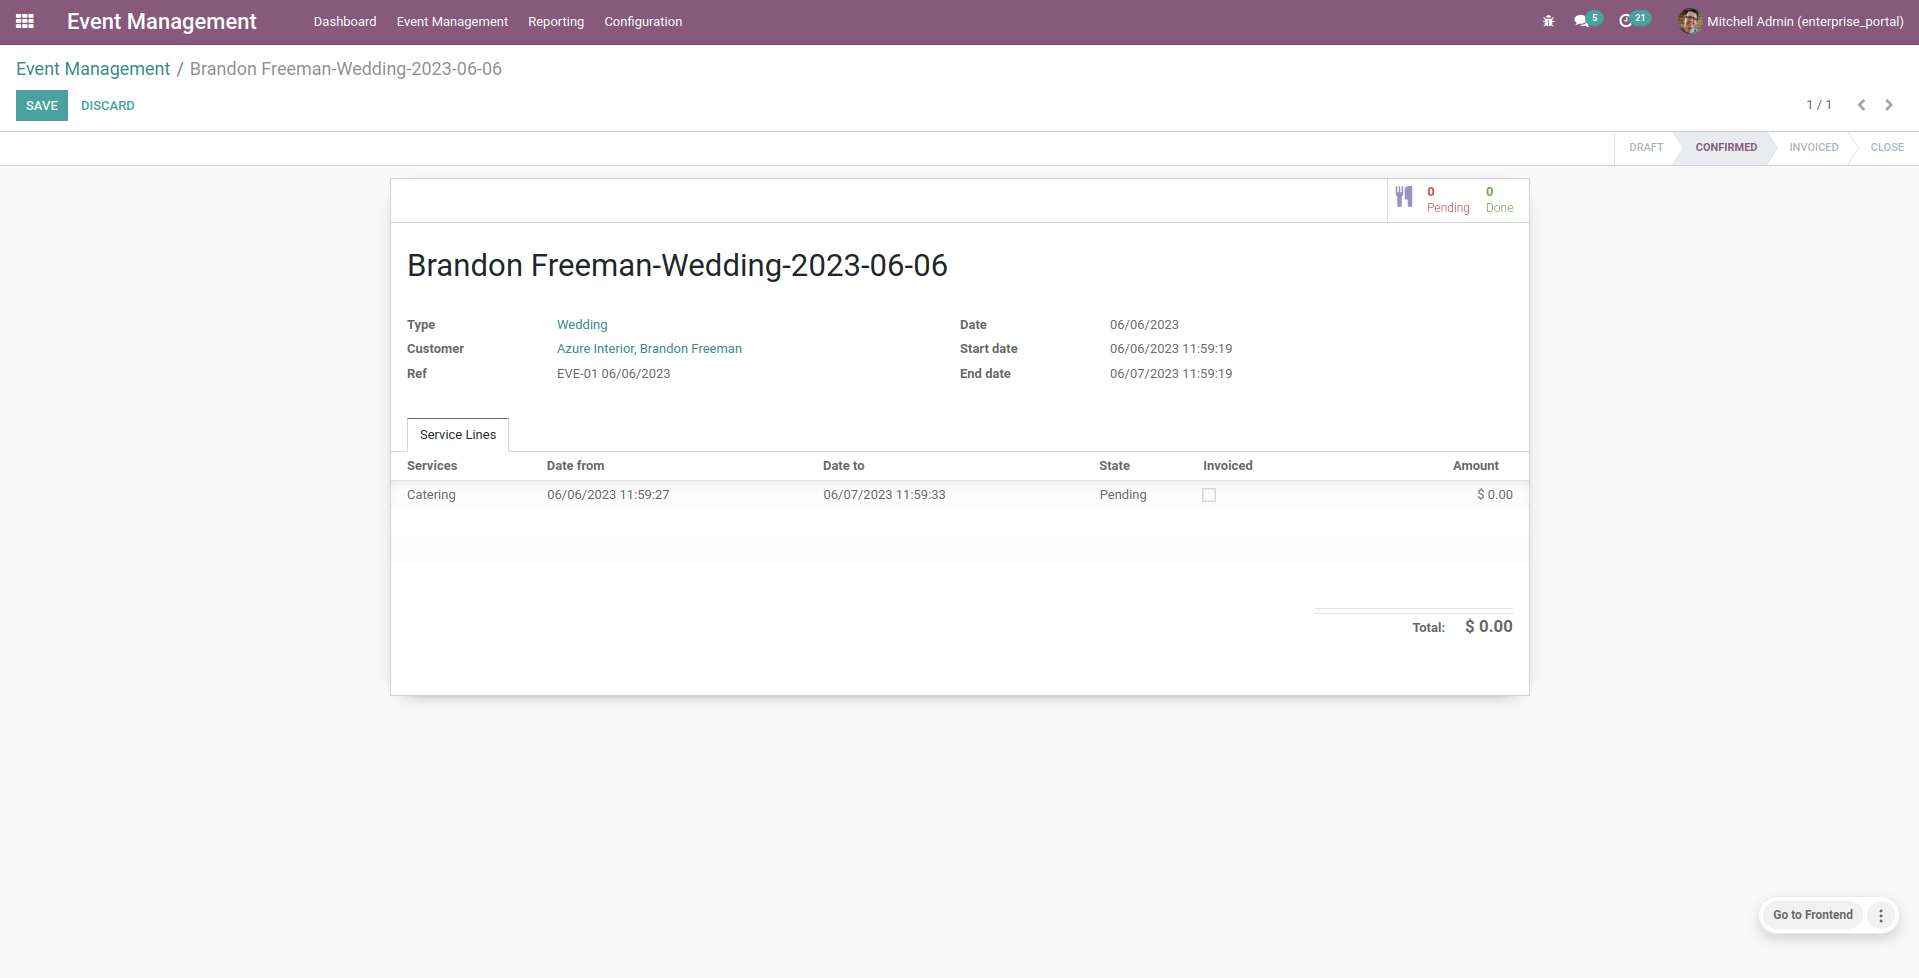 Event Management Dashboard Event Management Reporting Configuration 5 21 Mitchell Admin (enterprise_portal)
Event Management / Brandon Freeman-Wedding-2023-06-06
SAVE DISCARD 1 / 1
DRAFT CONFIRMED INVOICED CLOSE
0 0
Pending Done
Brandon Freeman-Wedding-2023-06-06
Type Wedding Date 06/06/2023
Customer Azure Interior, Brandon Freeman Start date 06/06/2023 11:59:19
Ref EVE-01 06/06/2023 End date 06/07/2023 11:59:19
Service Lines
Services Date from Date to State Invoiced Amount
Catering 06/06/2023 11:59:27 06/07/2023 11:59:33 Pending $ 0.00
Total: $ 0.00
Go to Frontend